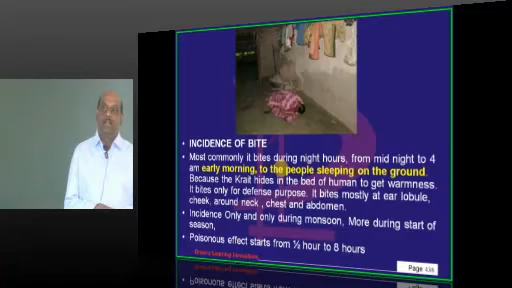 • INCIDENCE OF BITE
• Most commonly it bites during night hours, from mid night to 4
am early morning, to the people sleeping on the ground.
Because the Krait hides in the bed of human to get warmness.
It bites only for defense purpose. It bites mostly at ear lobule,
cheek, around neck , chest and abdomen.
• Incidence Only and only during monsoon, More during start of
season,
• Poisonous effect starts from ½ hour to 8 hours
Page